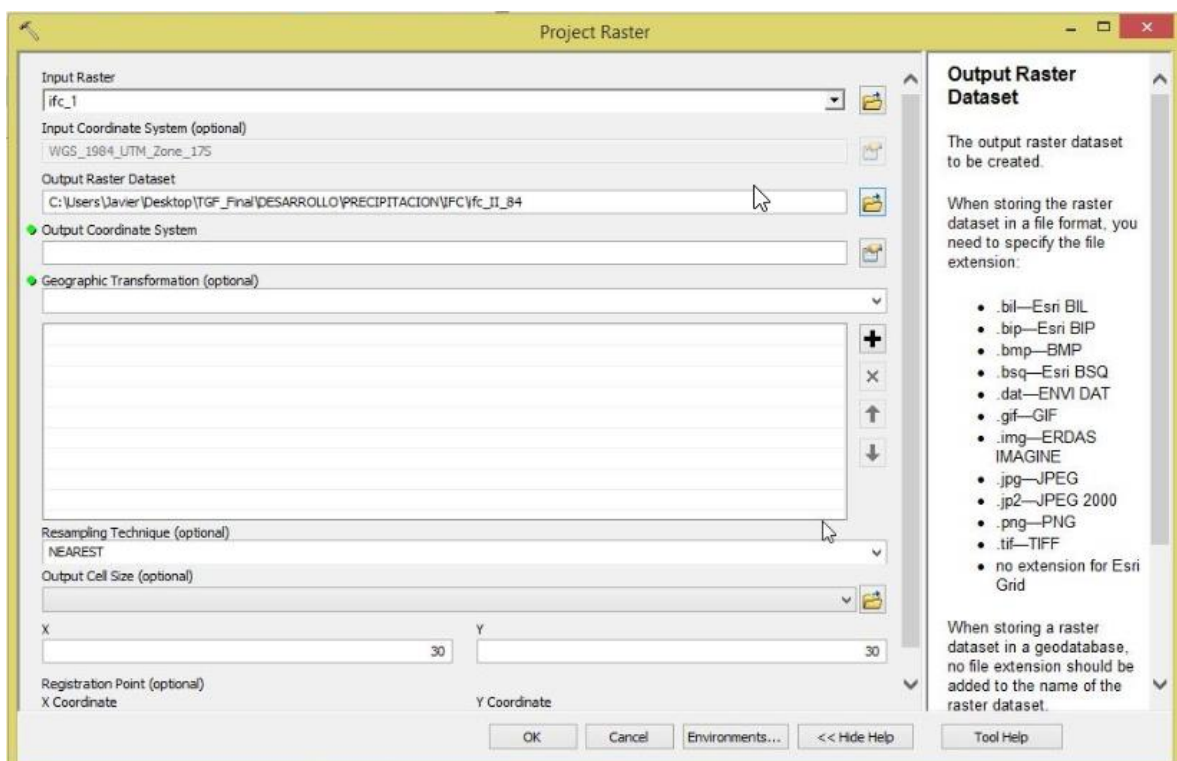 Project Raster
Input Raster
ifc_1
Input Coordinate System (optional)
WGS_1984_UTM_Zone_17S
Output Raster Dataset
C:\Users\Javier\Desktop\TGF_Final\DESARROLLO\PRECIPITACION\IFC\ifc_II_84
Output Coordinate System
Geographic Transformation (optional)
Resampling Technique (optional)
NEAREST
Output Cell Size (optional)
X
Y
30
30
Registration Point (optional)
X Coordinate
Y Coordinate
OK
Cancel
Environments...
<< Hide Help
Tool Help
Output Raster
Dataset
The output raster dataset
to be created.
When storing the raster
dataset in a file format, you
need to specify the file
extension:
• .bil—Esri BIL
• .bip—Esri BIP
• .bmp—BMP
• .bsq—Esri BSQ
• .dat—ENVI DAT
• .gif—GIF
• .img—ERDAS
IMAGINE
• .jpg—JPEG
• .jp2—JPEG 2000
• .png—PNG
• .tif—TIFF
• no extension for Esri
Grid
When storing a raster
dataset in a geodatabase,
no file extension should be
added to the name of the
raster dataset.